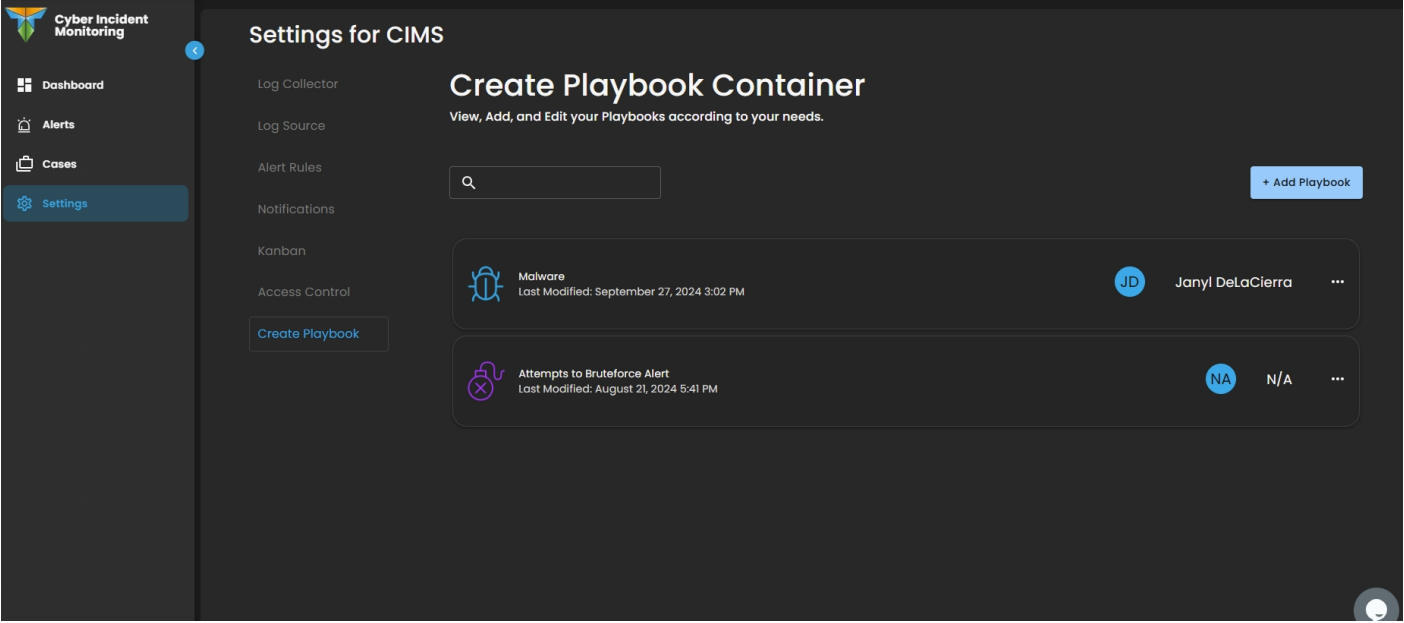 Cyber Incident
Monitoring
Dashboard
Alerts
Cases
Settings
Settings for CIMS
Log Collector
Log Source
Alert Rules
Notifications
Kanban
Access Control
Create Playbook
Create Playbook Container
View, Add, and Edit your Playbooks according to your needs.
+ Add Playbook
Malware
Last Modified: September 27, 2024 3:02 PM
JD Janyl DeLaCierra
Attempts to Bruteforce Alert
Last Modified: August 21, 2024 5:41 PM
NA N/A